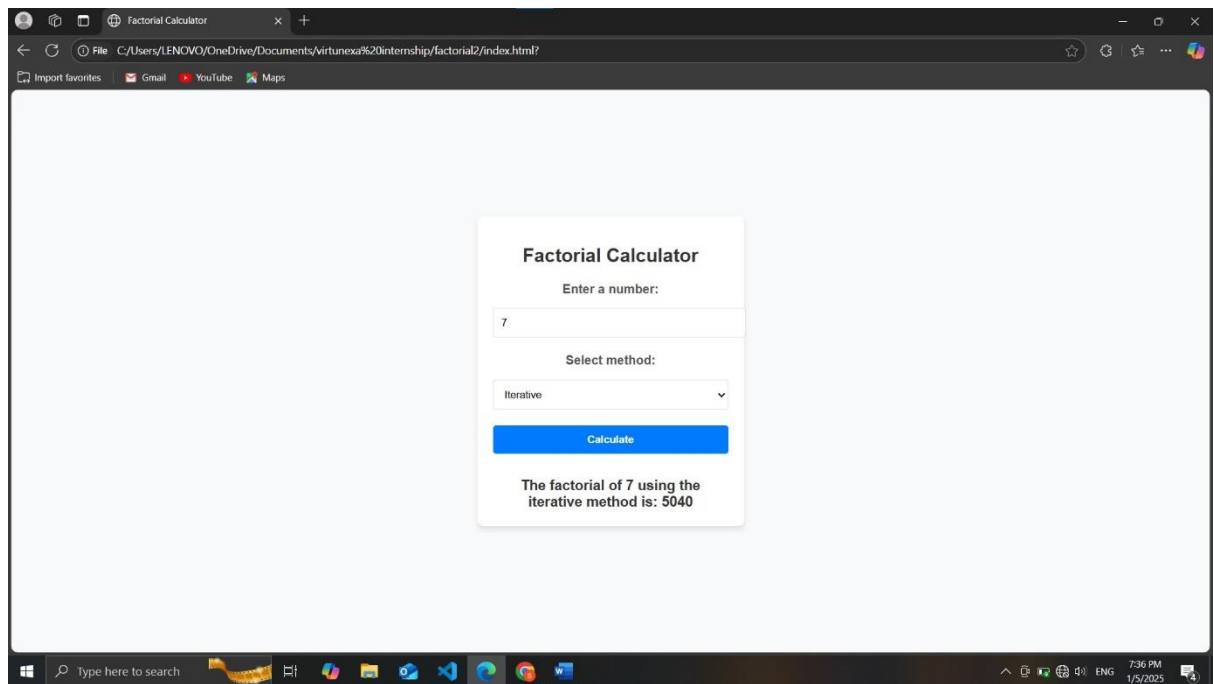 Factorial Calculator
File C:/Users/LENOVO/OneDrive/Documents/virtunexa%20internship/factorial2/index.html?
Import favorites Gmail YouTube Maps
Factorial Calculator
Enter a number:
7
Select method:
Iterative
Calculate
The factorial of 7 using the
iterative method is: 5040
Type here to search
ENG
7:36 PM
1/5/2025
4